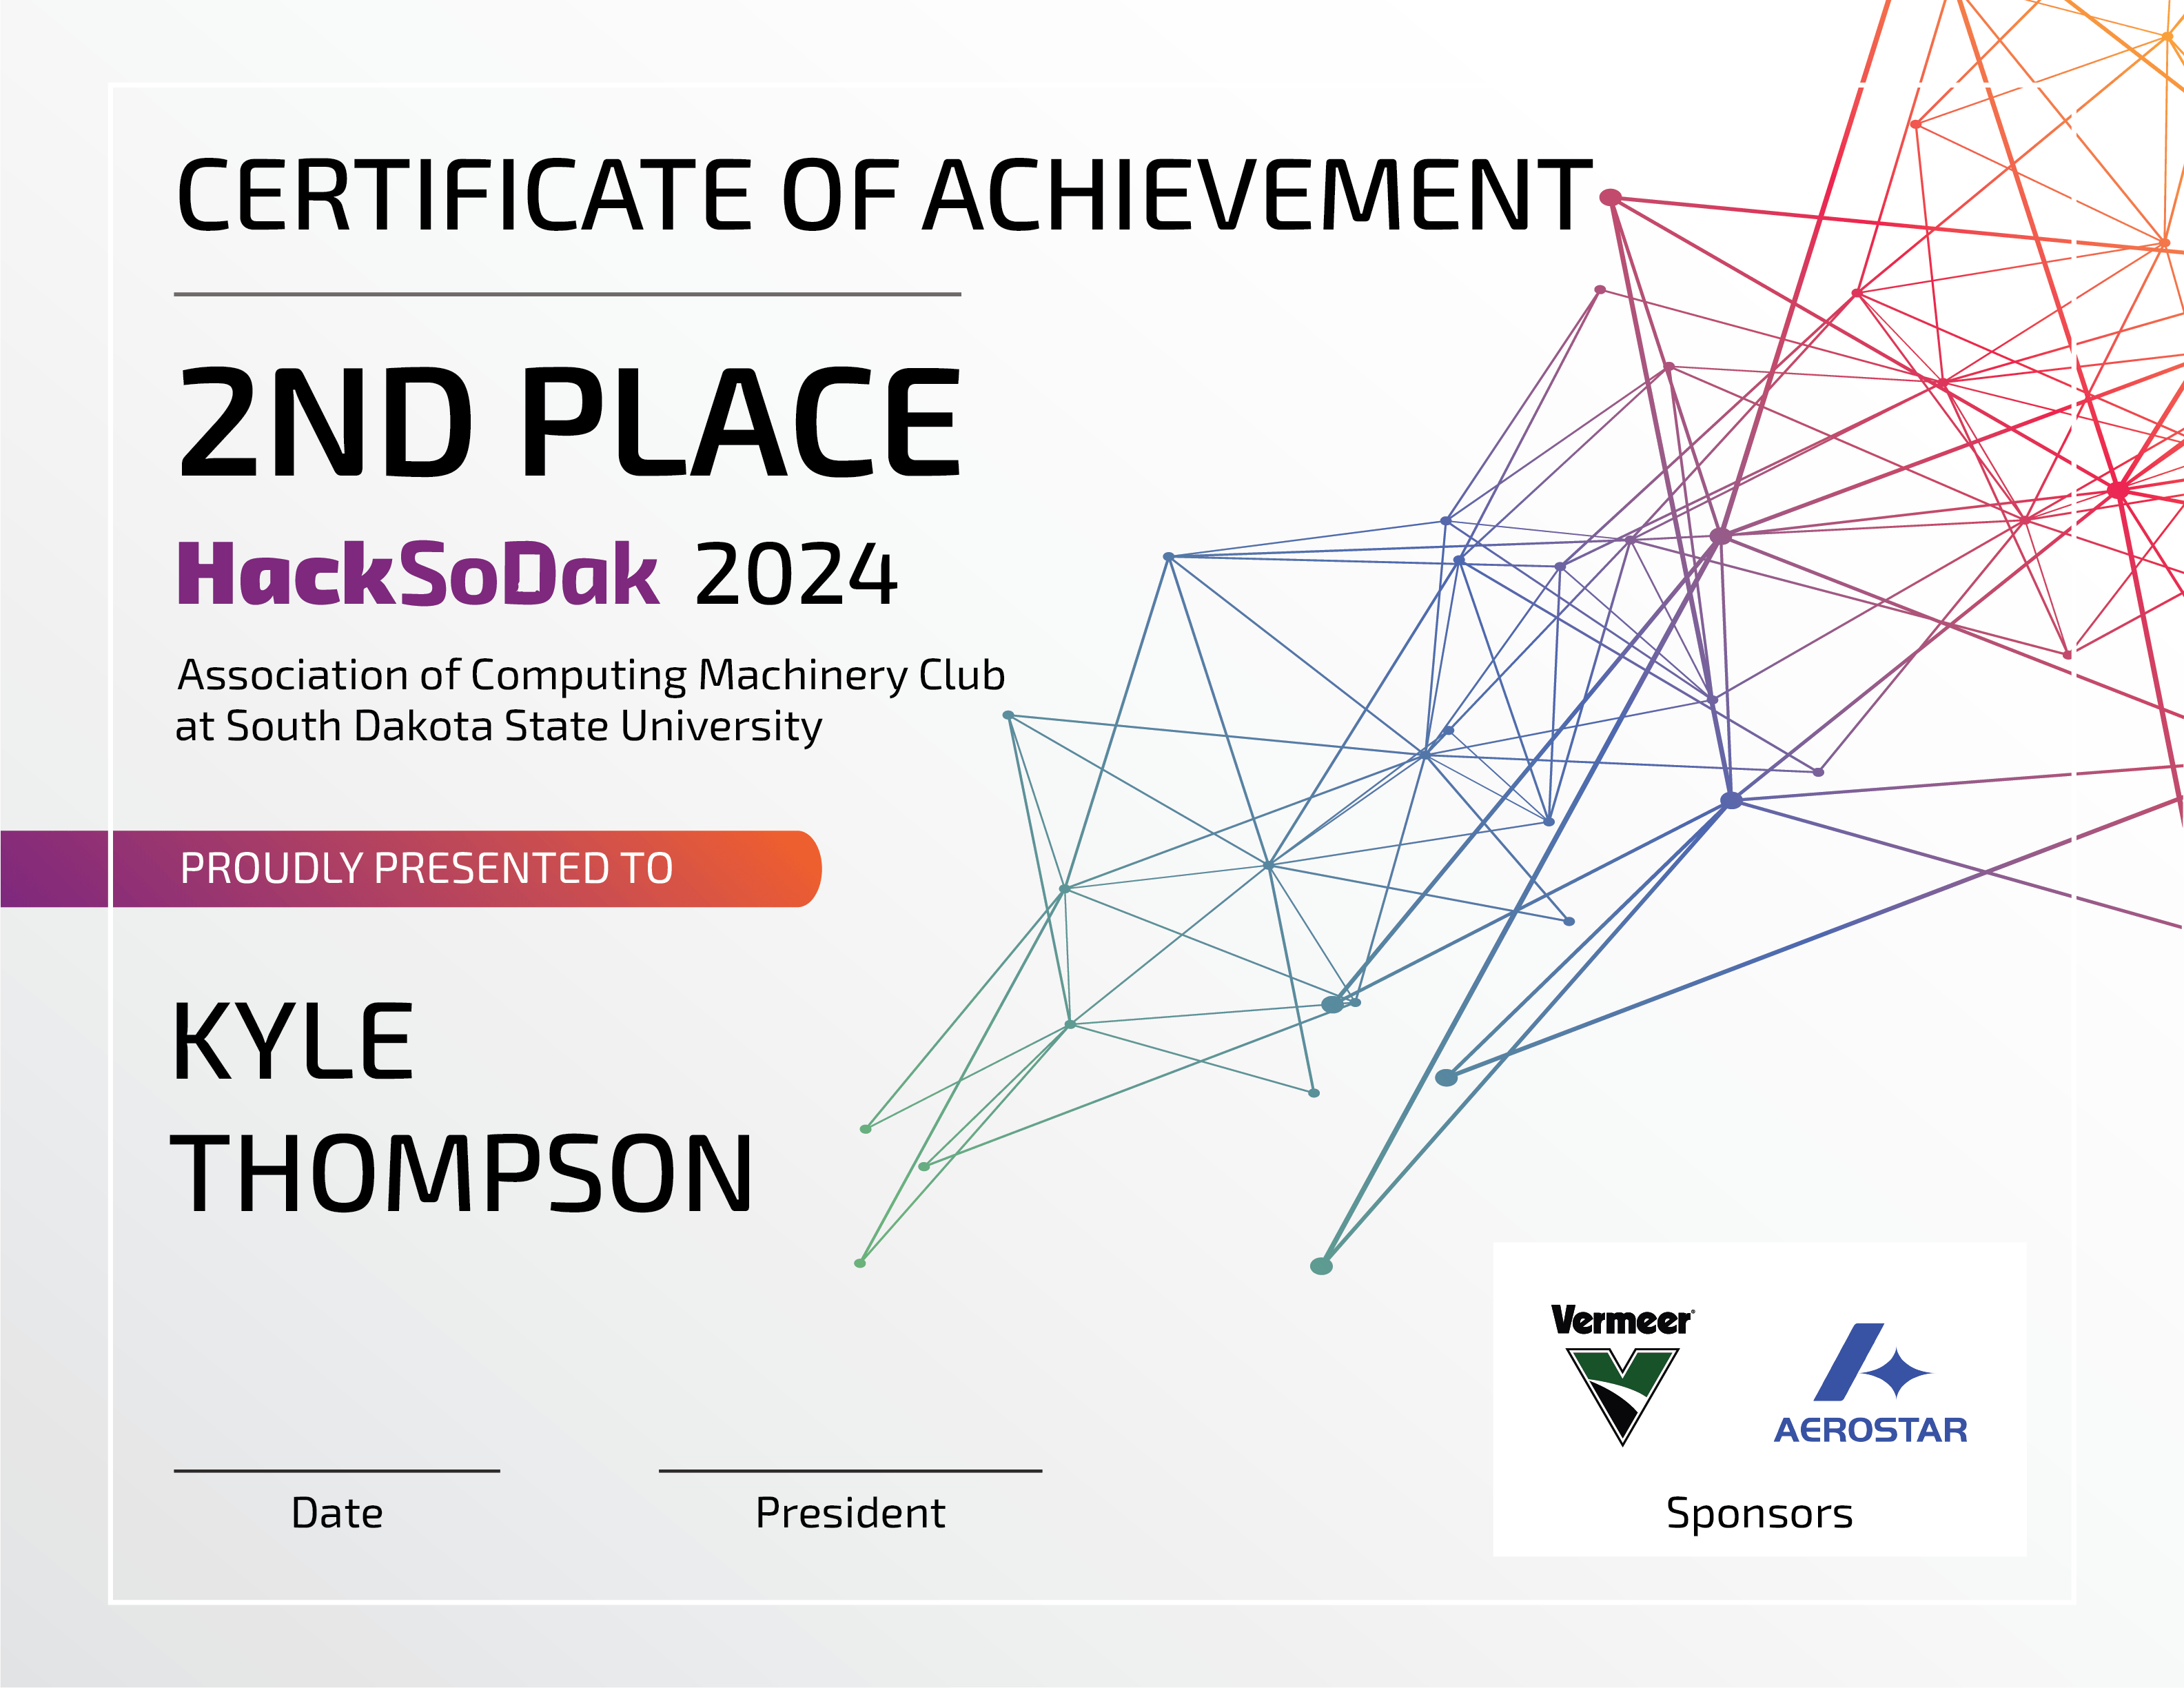 CERTIFICATE OF ACHIEVEMENT
2ND PLACE
HackSoDak 2024
Association of Computing Machinery Club
at South Dakota State University
PROUDLY PRESENTED TO
KYLE
THOMPSON
Date
President
Vermeer®
AEROSTAR
Sponsors